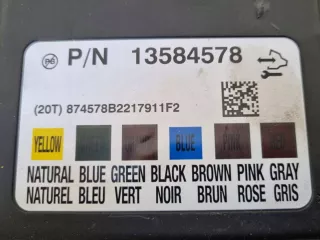 P/N 13584578
(20T) 874578B2217911F2
YELLOW BLUE PINK
NATURAL BLUE GREEN BLACK BROWN PINK GRAY
NATUREL BLEU VERT NOIR BRUN ROSE GRIS